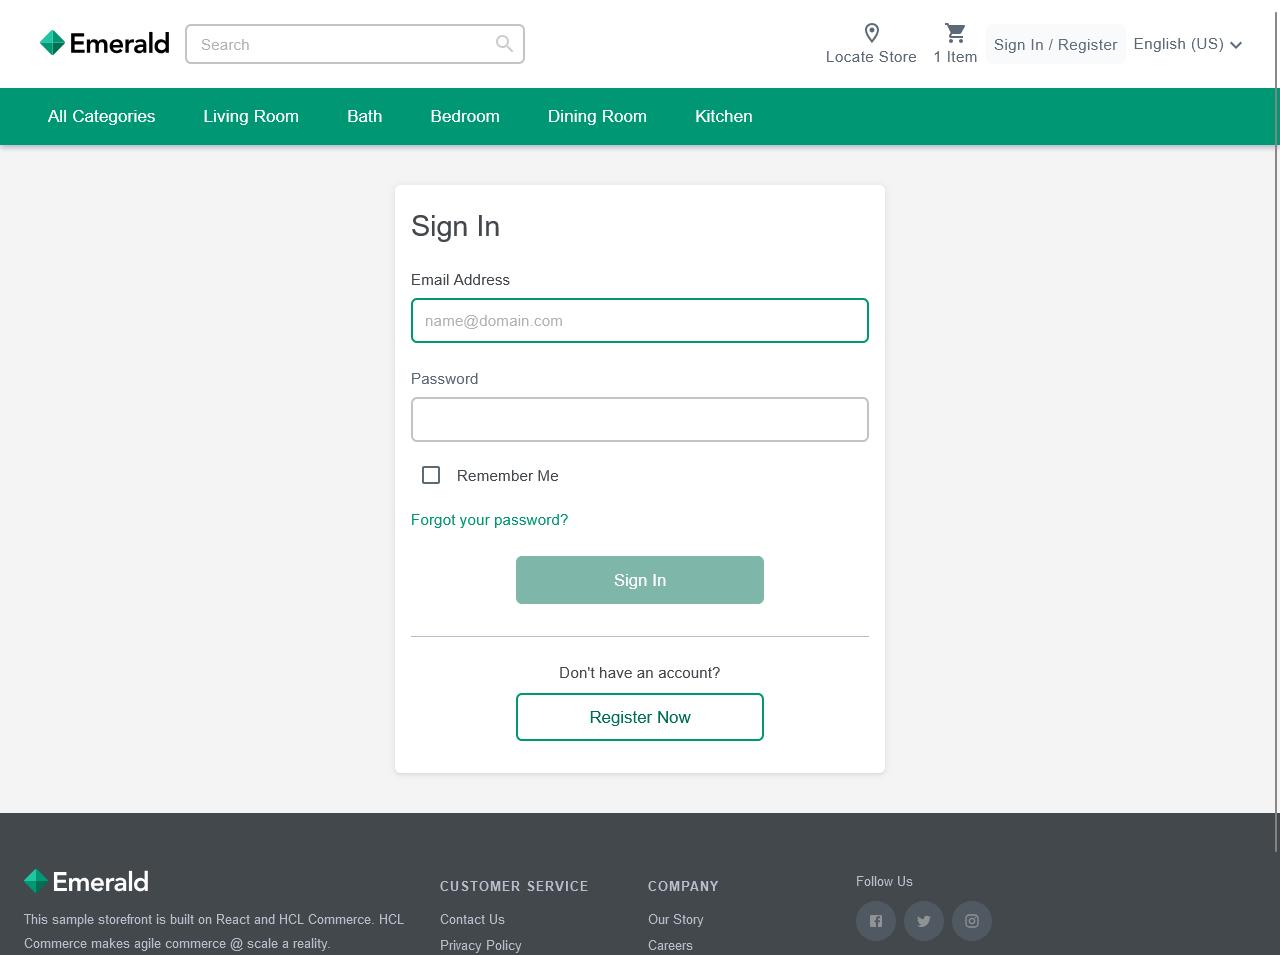 Emerald
Search
Locate Store
1 Item
Sign In / Register
English (US)
All Categories
Living Room
Bath
Bedroom
Dining Room
Kitchen
Sign In
Email Address
name@domain.com
Password
Remember Me
Forgot your password?
Sign In
Don't have an account?
Register Now
Emerald
This sample storefront is built on React and HCL Commerce. HCL
Commerce makes agile commerce @ scale a reality.
CUSTOMER SERVICE
Contact Us
Privacy Policy
COMPANY
Our Story
Careers
Follow Us